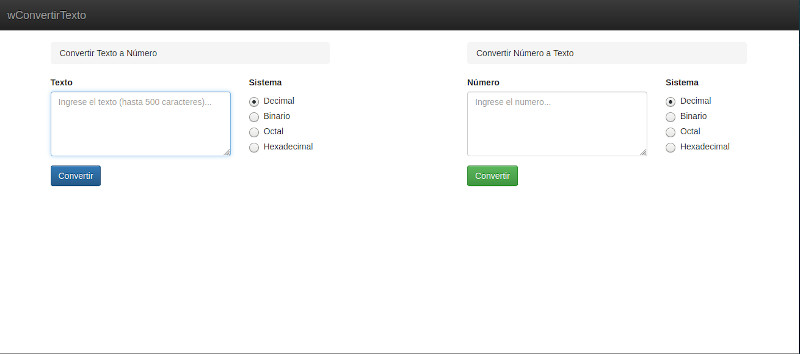 wConvertirTexto
Convertir Texto a Número
Texto
Ingrese el texto (hasta 500 caracteres)...
Sistema
Decimal
Binario
Octal
Hexadecimal
Convertir
Convertir Número a Texto
Número
Ingrese el numero...
Sistema
Decimal
Binario
Octal
Hexadecimal
Convertir